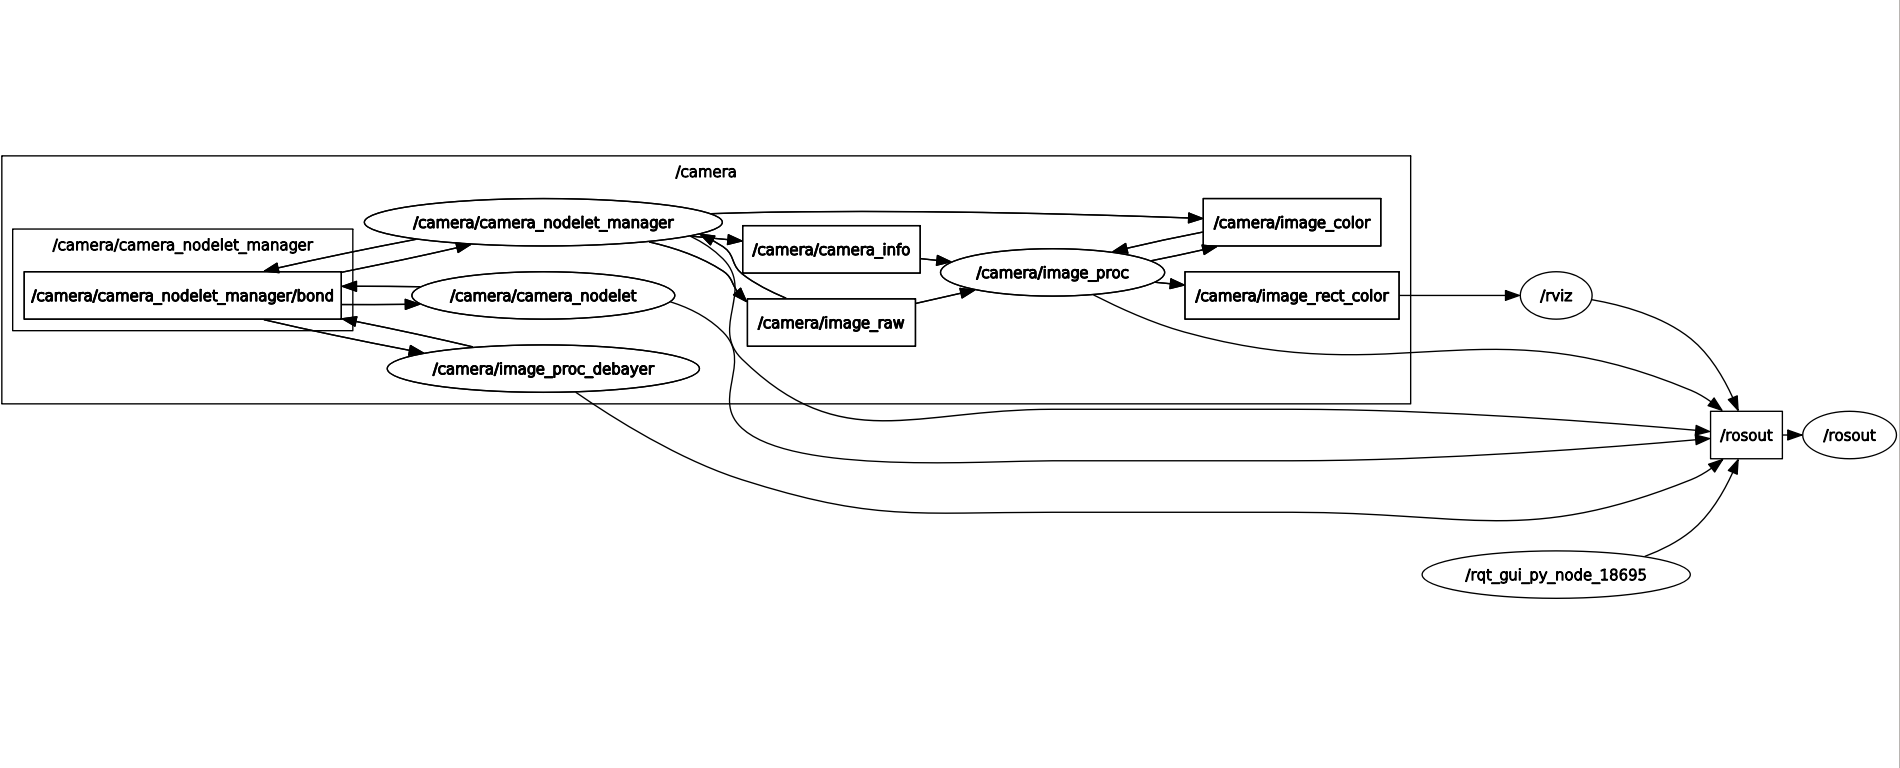 /camera
/camera/camera_nodelet_manager
/camera/camera_nodelet_manager
/camera/camera_nodelet_manager/bond
/camera/camera_nodelet
/camera/image_proc_debayer
/camera/camera_info
/camera/image_raw
/camera/image_proc
/camera/image_color
/camera/image_rect_color
/rviz
/rosout
/rosout
/rqt_gui_py_node_18695